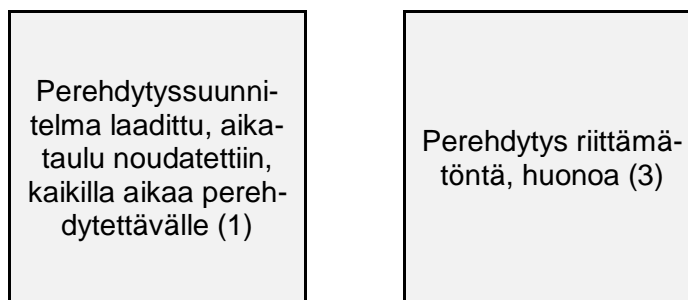 Perehdytyssuunni-
telma laadittu, aika-
taulu noudatettiin,
kaikilla aikaa pereh-
dytettävälle (1)
Perehdytys riittämä-
töntä, huonoa (3)